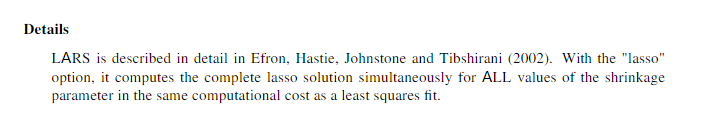 Details
LARS is described in detail in Efron, Hastie, Johnstone and Tibshirani (2002). With the "lasso"
option, it computes the complete lasso solution simultaneously for ALL values of the shrinkage
parameter in the same computational cost as a least squares fit.